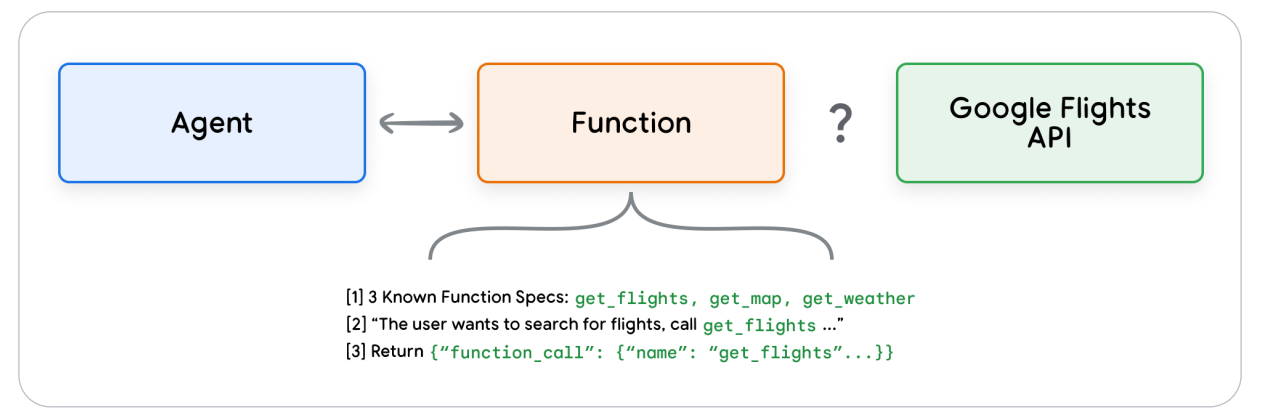 Agent
Function
?
Google Flights
API
[1] 3 Known Function Specs: get_flights, get_map, get_weather
[2] “The user wants to search for flights, call get_flights ...”
[3] Return {“function_call”: {“name”: “get_flights”...}}